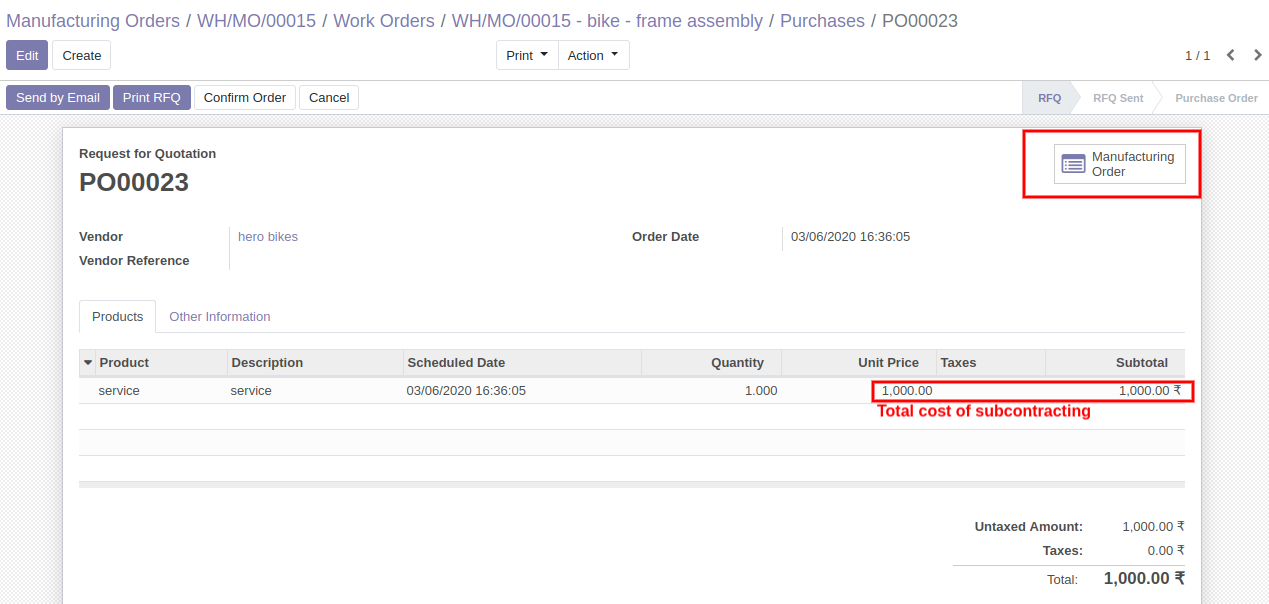 Manufacturing Orders / WH/MO/00015 / Work Orders / WH/MO/00015 - bike - frame assembly / Purchases / PO00023
Edit Create Print Action 1 / 1
Send by Email Print RFQ Confirm Order Cancel RFQ RFQ Sent Purchase Order
Request for Quotation
PO00023
Manufacturing
Order
Vendor hero bikes Order Date 03/06/2020 16:36:05
Vendor Reference
Products Other Information
Product Description Scheduled Date Quantity Unit Price Taxes Subtotal
service service 03/06/2020 16:36:05 1.000 1,000.00 1,000.00 ₹
Total cost of subcontracting
Untaxed Amount: 1,000.00 ₹
Taxes: 0.00 ₹
Total: 1,000.00 ₹